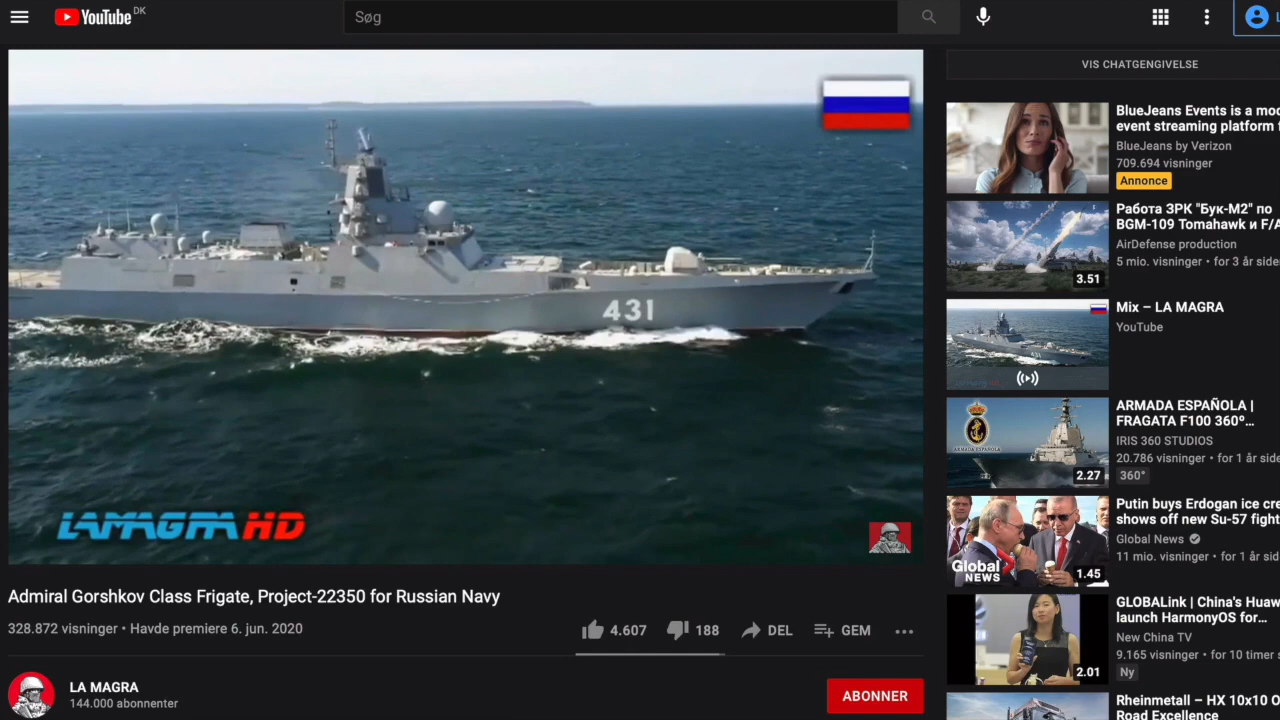 YouTube DK
Søg
L
431
LAMAGRA HD
Admiral Gorshkov Class Frigate, Project-22350 for Russian Navy
328.872 visninger • Havde premiere 6. jun. 2020
4.607
188
DEL
GEM
LA MAGRA
144.000 abonnenter
ABONNER
VIS CHATGENGIVELSE
BlueJeans Events is a mo
event streaming platform
BlueJeans by Verizon
709.694 visninger
Annonce
Работа ЗРК "Бук-М2" по
BGM-109 Tomahawk и F/A
AirDefense production
5 mio. visninger • for 3 år side
3.51
Mix – LA MAGRA
YouTube
ARMADA ESPAÑOLA |
FRAGATA F100 360º...
IRIS 360 STUDIOS
20.786 visninger • for 1 år side
360°
ARMADA ESPAÑOLA
2.27
Putin buys Erdogan ice cre
shows off new Su-57 fight
Global News
11 mio. visninger • for 1 år sid
Global
NEWS
1.45
GLOBALink | China's Huaw
launch HarmonyOS for...
New China TV
9.165 visninger • for 10 timer s
Ny
2.01
Rheinmetall – HX 10x10 O
Road Excellence